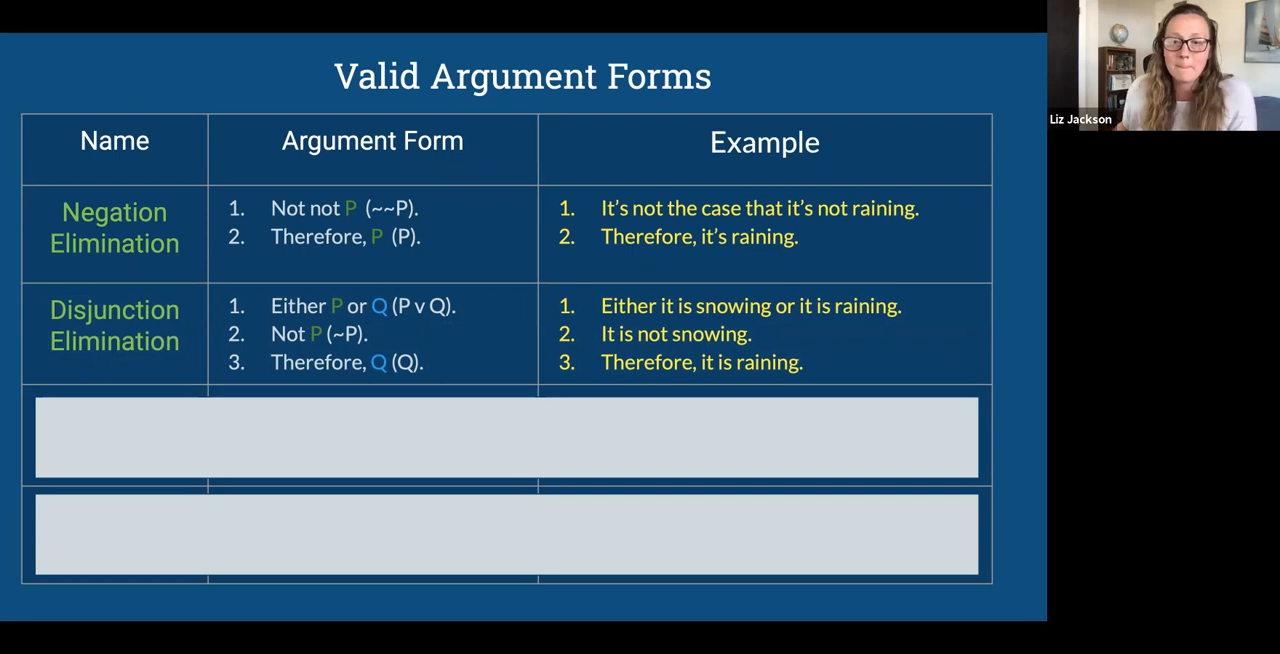 Valid Argument Forms
Liz Jackson
Name
Argument Form
Example
Negation
Elimination
1. Not not P (~~P).
2. Therefore, P (P).
1. It's not the case that it's not raining.
2. Therefore, it's raining.
Disjunction
Elimination
1. Either P or Q (P v Q).
2. Not P (~P).
3. Therefore, Q (Q).
1. Either it is snowing or it is raining.
2. It is not snowing.
3. Therefore, it is raining.